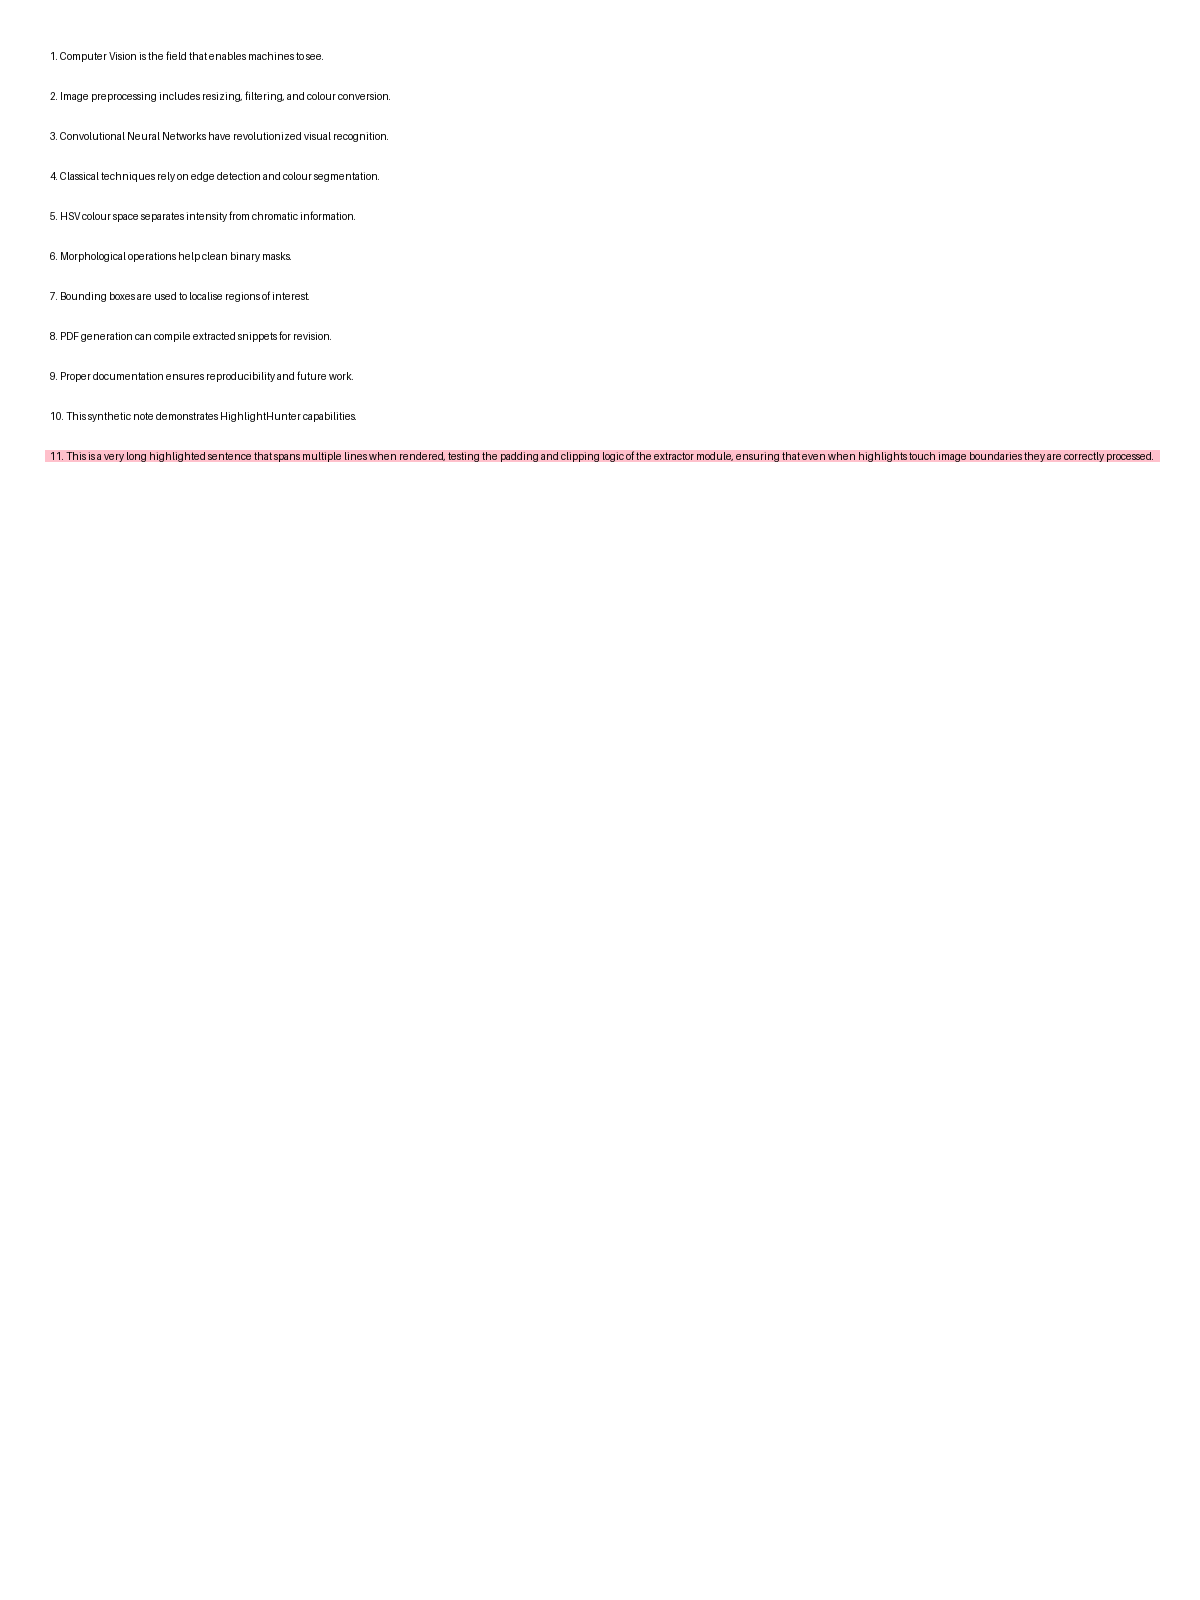 1. Computer Vision is the field that enables machines to see.
2. Image preprocessing includes resizing, filtering, and colour conversion.
3. Convolutional Neural Networks have revolutionized visual recognition.
4. Classical techniques rely on edge detection and colour segmentation.
5. HSV colour space separates intensity from chromatic information.
6. Morphological operations help clean binary masks.
7. Bounding boxes are used to localise regions of interest.
8. PDF generation can compile extracted snippets for revision.
9. Proper documentation ensures reproducibility and future work.
10. This synthetic note demonstrates HighlightHunter capabilities.
11. This is a very long highlighted sentence that spans multiple lines when rendered, testing the padding and clipping logic of the extractor module, ensuring that even when highlights touch image boundaries they are correctly processed.